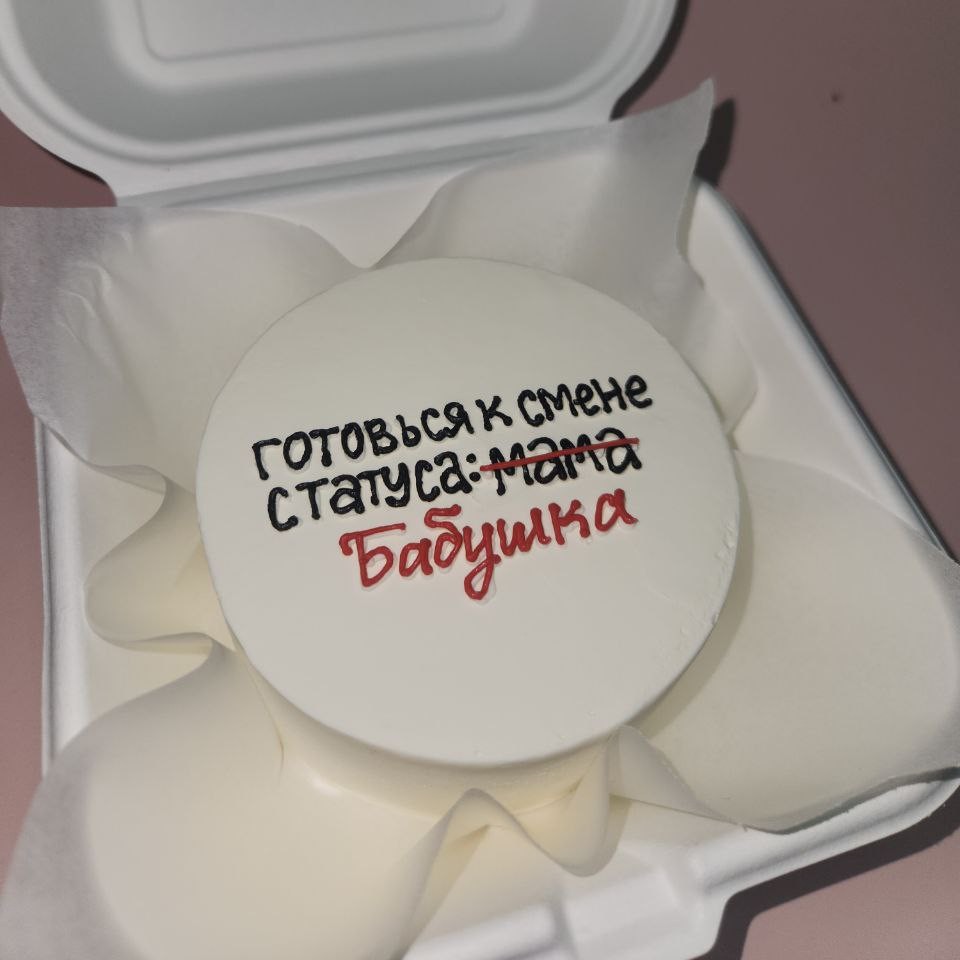 готовься к смене
статуса: мама
Бабушка